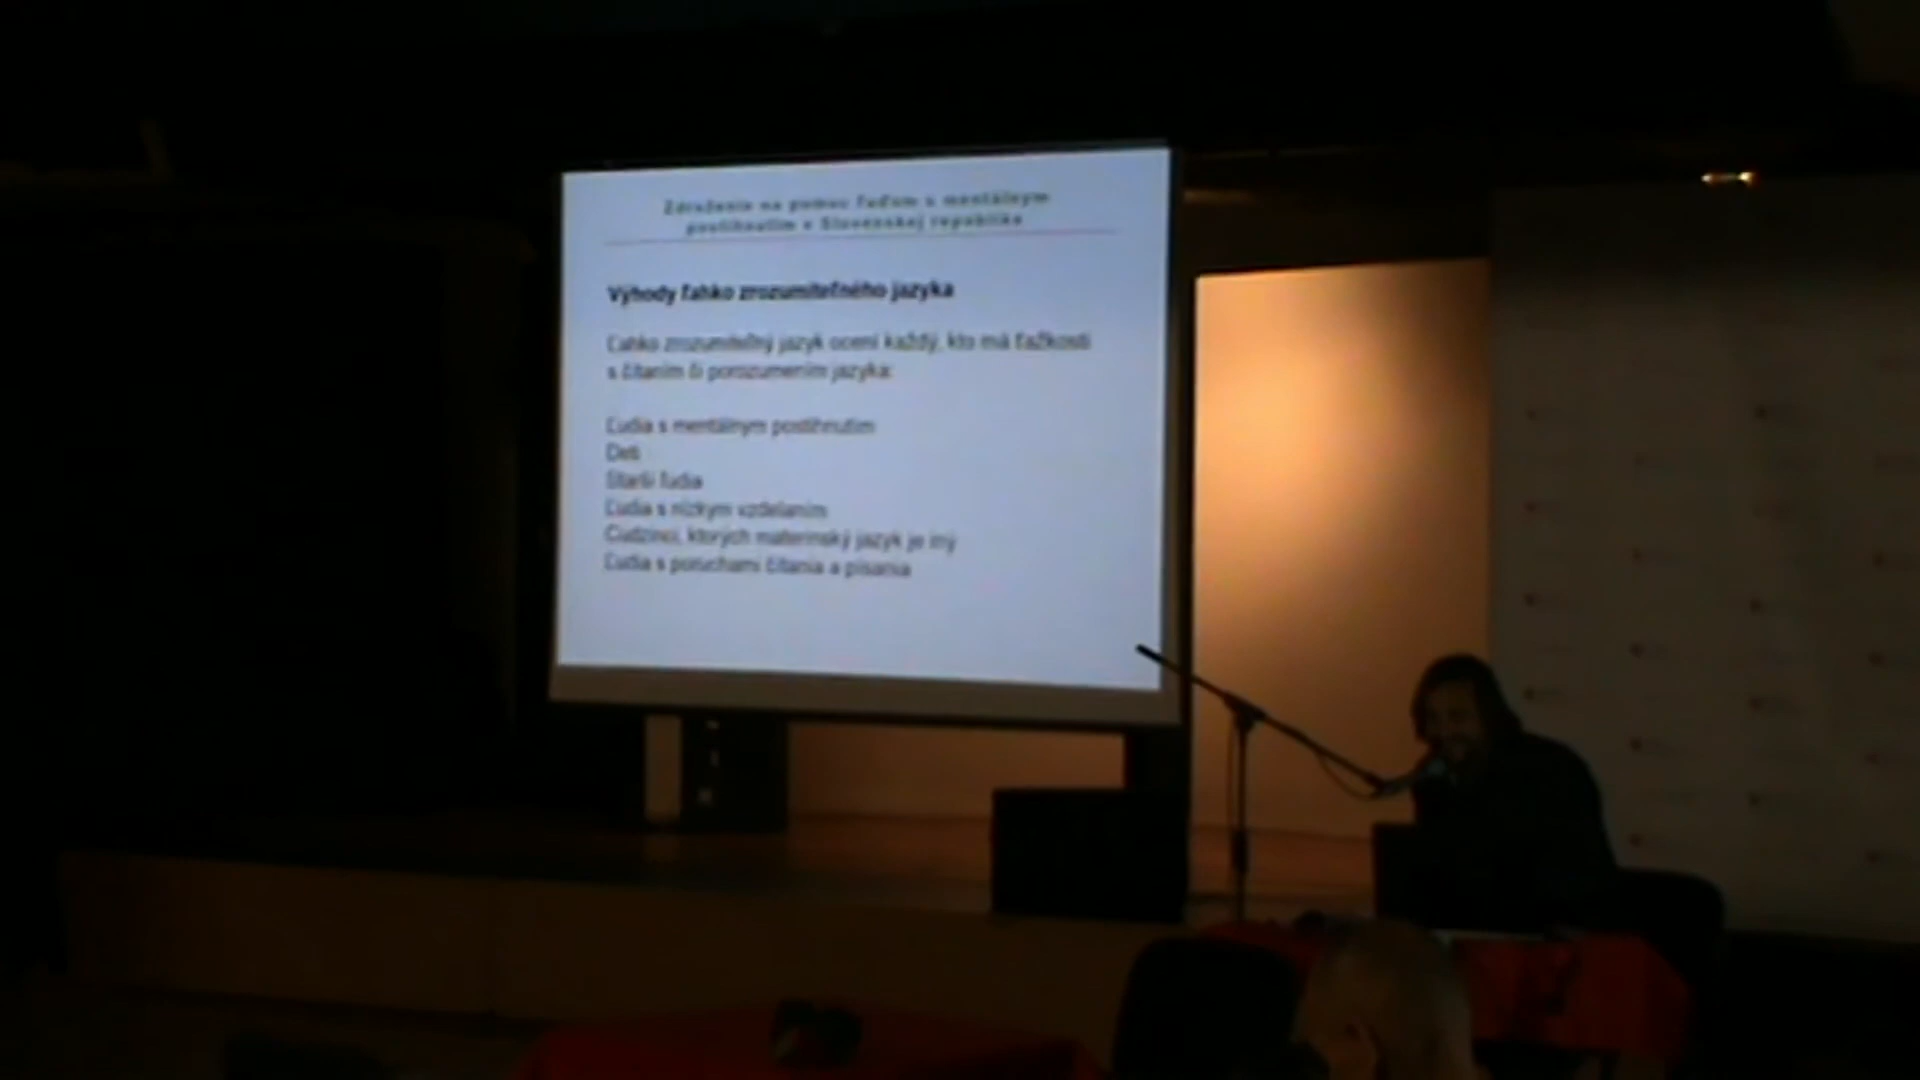 Združenie na pomoc ľuďom s mentálnym
postihnutím v Slovenskej republike
Výhody ľahko zrozumiteľného jazyka
Ľahko zrozumiteľný jazyk ocení každý, kto má ťažkosti
s čítaním či porozumením jazyka:
Ľudia s mentálnym postihnutím
Deti
Starší ľudia
Ľudia s nízkym vzdelaním
Cudzinci, ktorých materinský jazyk je iný
Ľudia s poruchami čítania a písania